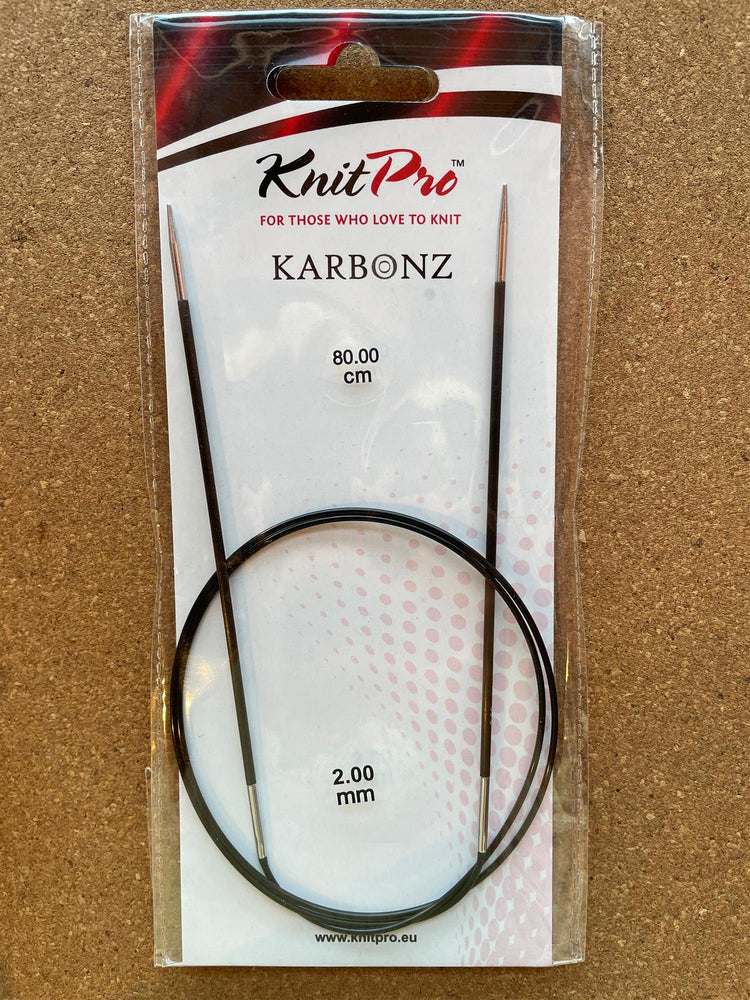 KnitPro™
FOR THOSE WHO LOVE TO KNIT
KARBONZ
80.00
cm
2.00
mm
www.knitpro.eu